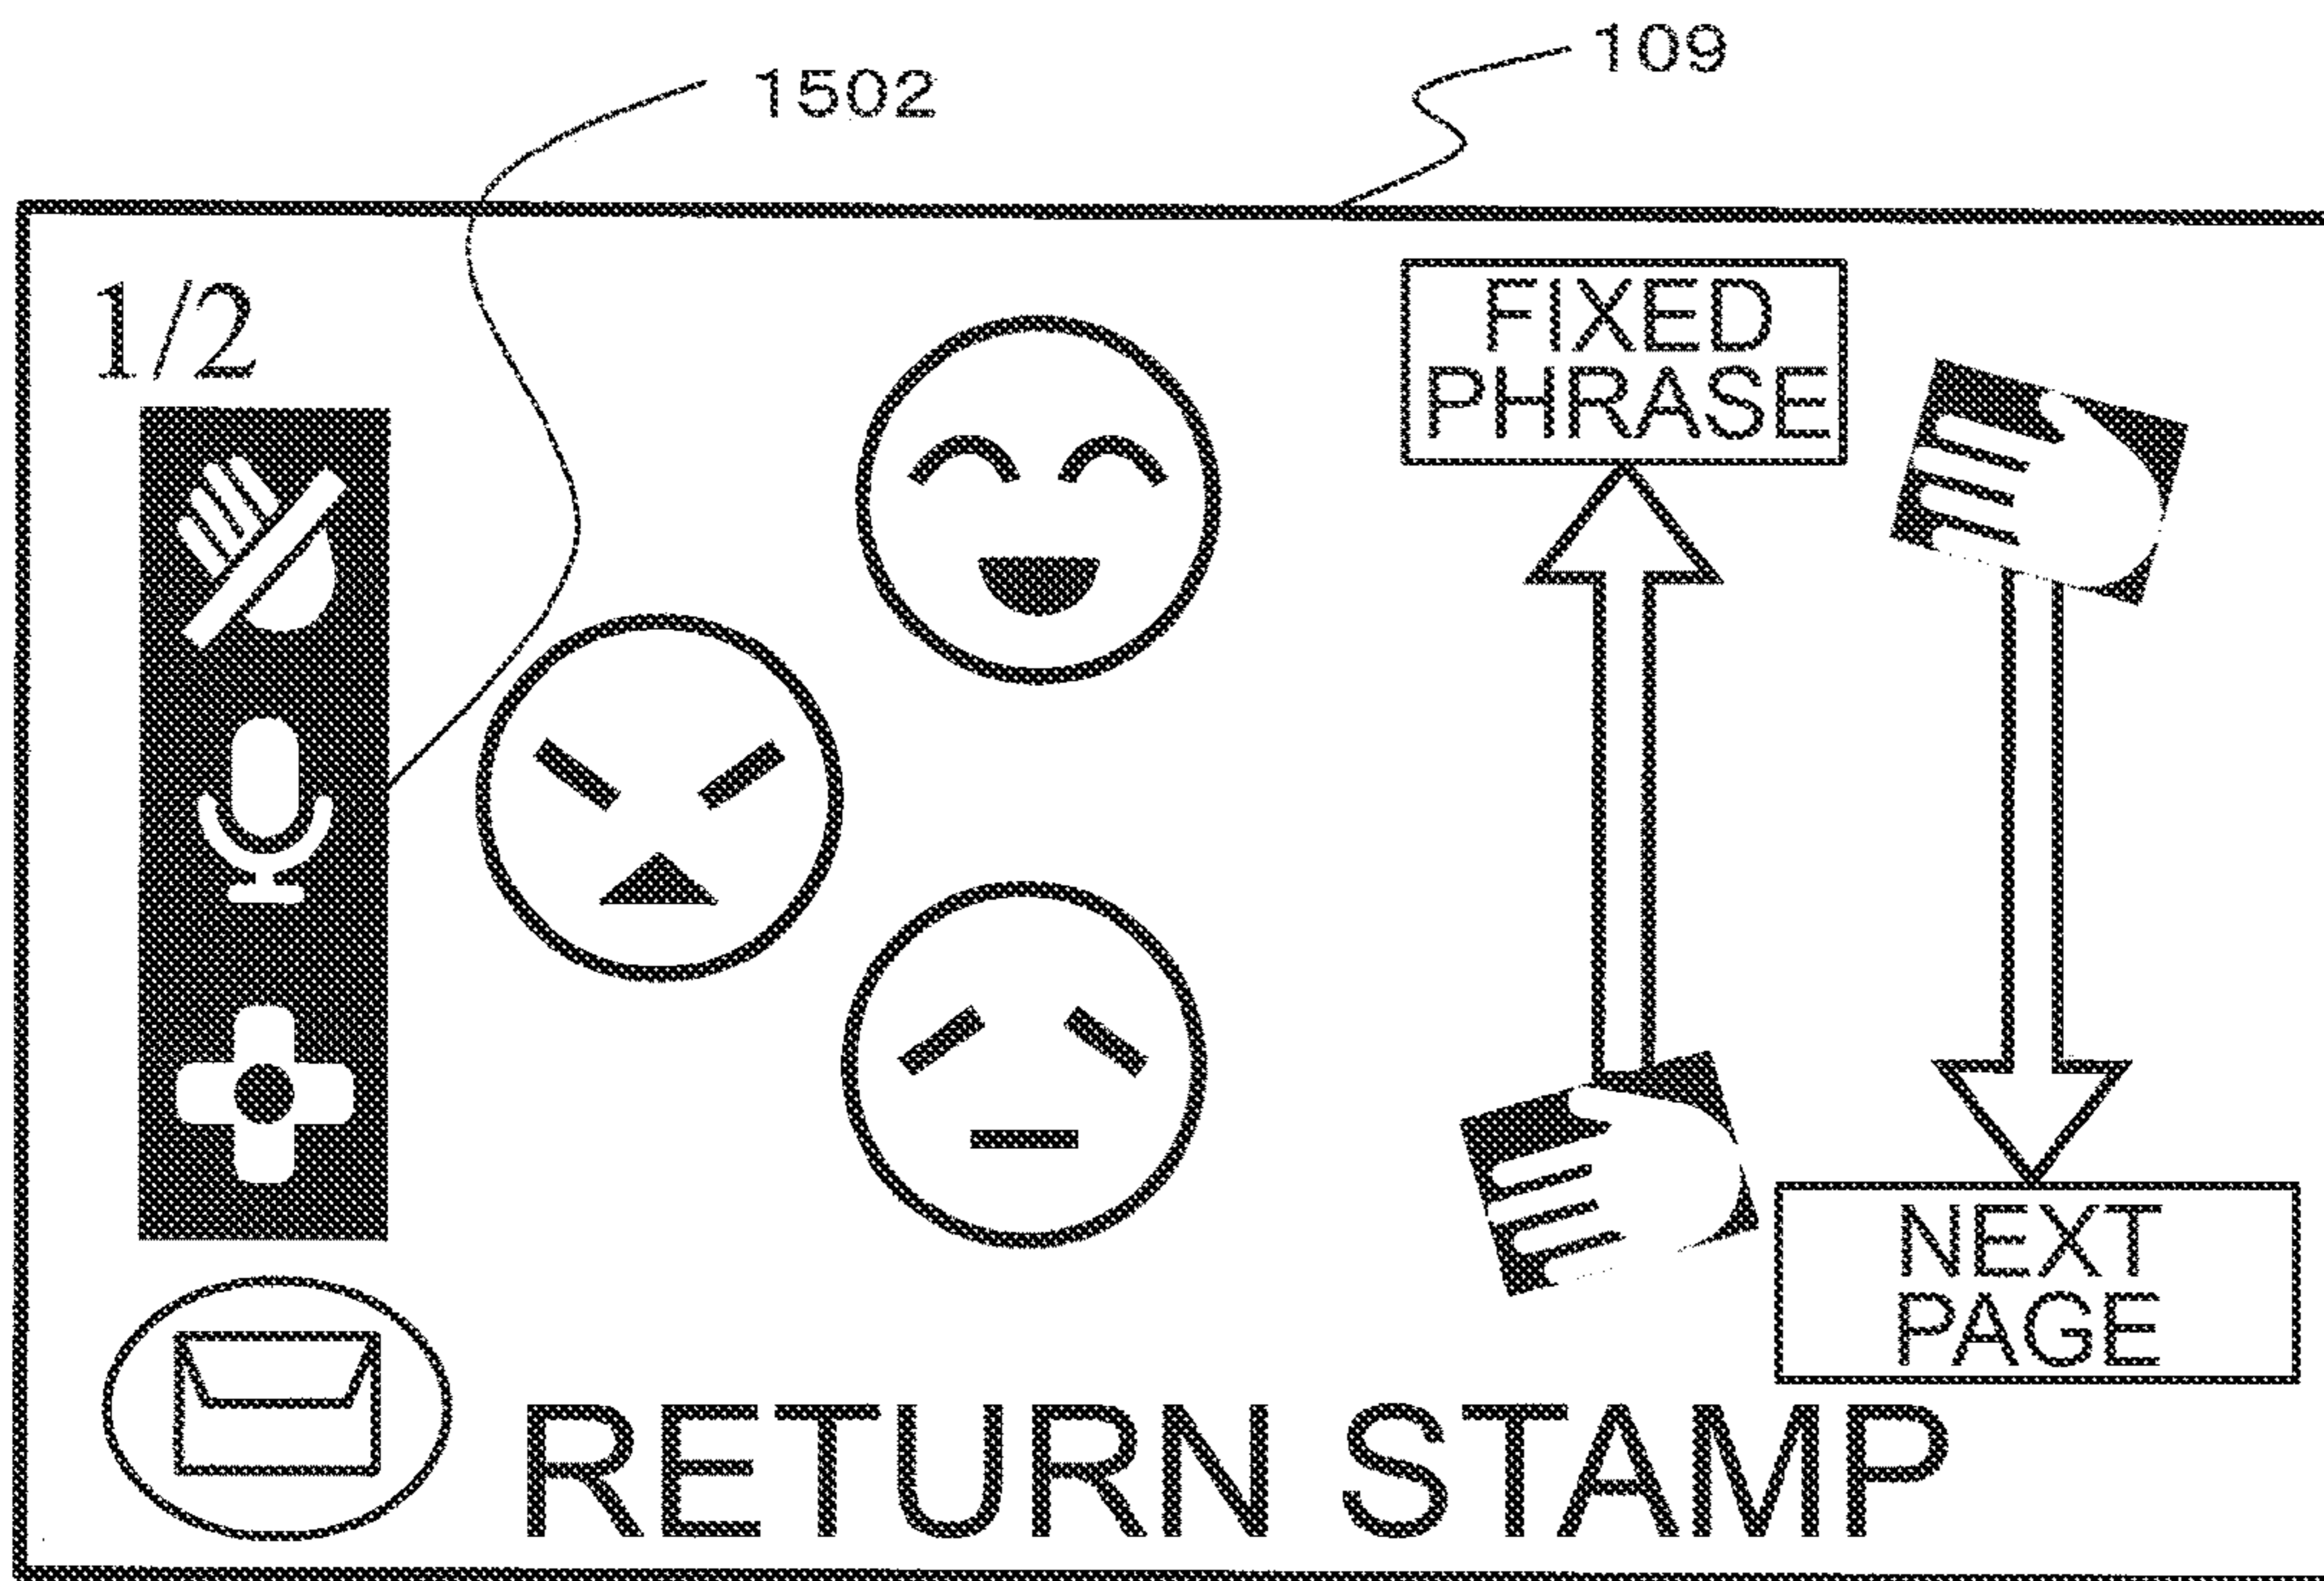 1502
109
1/2
FIXED
PHRASE
NEXT
PAGE
RETURN STAMP